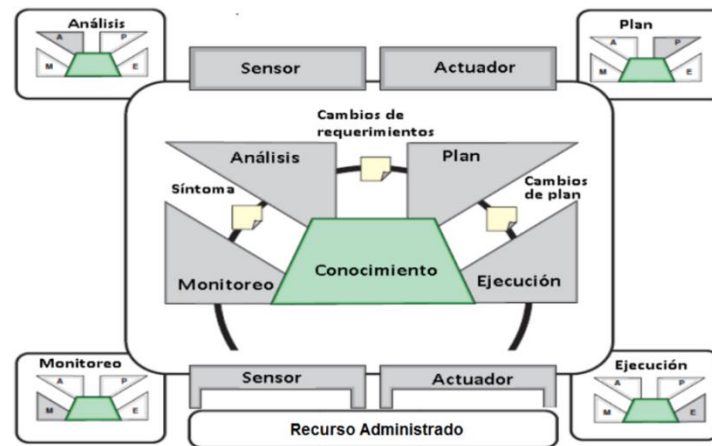 Análisis
A P
M E
Plan
A P
M E
Sensor
Actuador
Cambios de
requerimientos
Análisis
Plan
Síntoma
Cambios
de plan
Monitoreo
Conocimiento
Ejecución
Monitoreo
A P
M E
Sensor
Actuador
Ejecución
A P
M E
Recurso Administrado